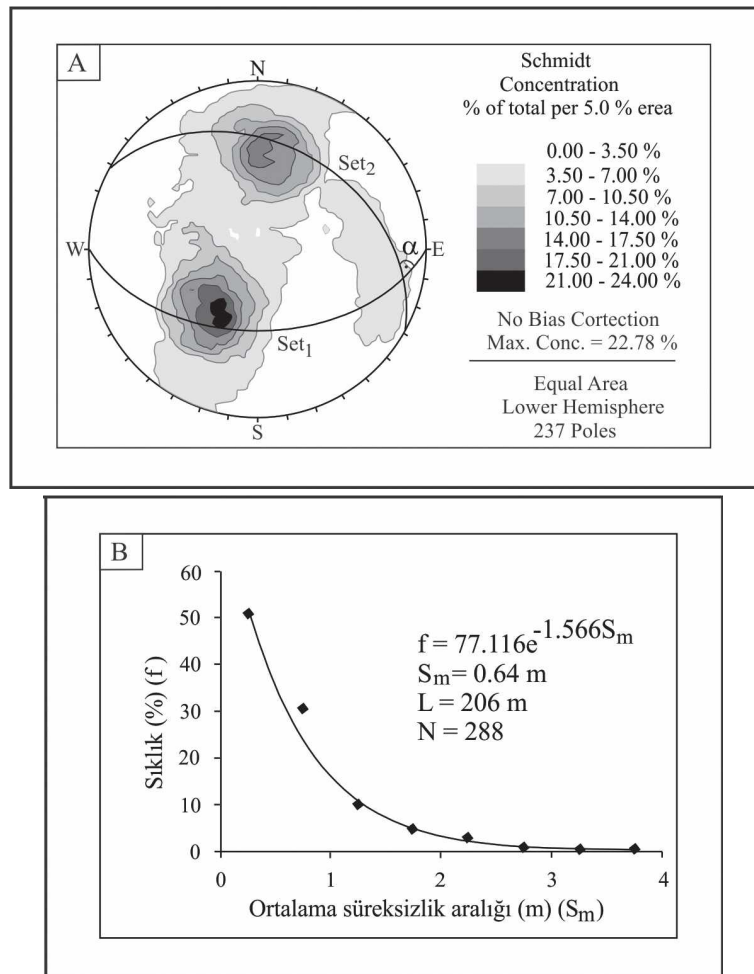 A
N
W
E
S
Set2
α
Set1
Schmidt
Concentration
% of total per 5.0 % erea
0.00 - 3.50 %
3.50 - 7.00 %
7.00 - 10.50 %
10.50 - 14.00 %
14.00 - 17.50 %
17.50 - 21.00 %
21.00 - 24.00 %
No Bias Cortection
Max. Conc. = 22.78 %
Equal Area
Lower Hemisphere
237 Poles
B
Sıklık (%) (f )
60
50
40
30
20
10
0
f = 77.116e^-1.566Sm
Sm= 0.64 m
L = 206 m
N = 288
0 1 2 3 4
Ortalama süreksizlik aralığı (m) (Sm)